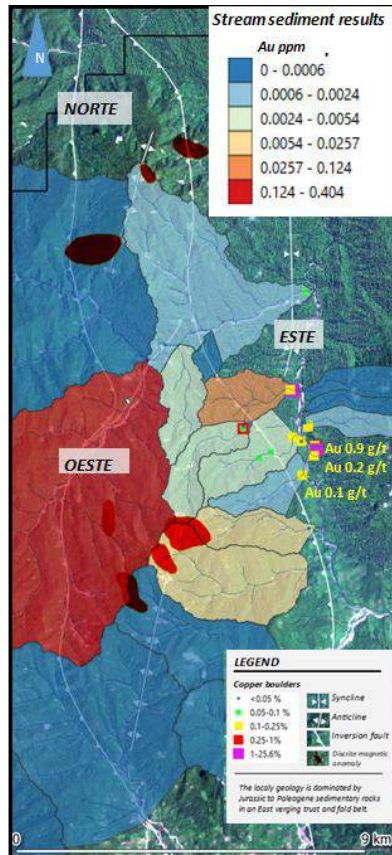 Stream sediment results
Au ppm
0 - 0.0006
0.0006 - 0.0024
0.0024 - 0.0054
0.0054 - 0.0257
0.0257 - 0.124
0.124 - 0.404
N
NORTE
ESTE
OESTE
Au 0.9 g/t
Au 0.2 g/t
Au 0.1 g/t
LEGEND
Copper boulders
<0.05 %
0.05-0.1 %
0.1-0.25%
0.25-1%
1-25.6%
Syncline
Anticline
Inversion fault
Discrite magnetic
anomaly
The localy geology is dominated by
Jurassic to Paleogene sedimentary rocks
in an East verging trust and fold belt.
0 9 km